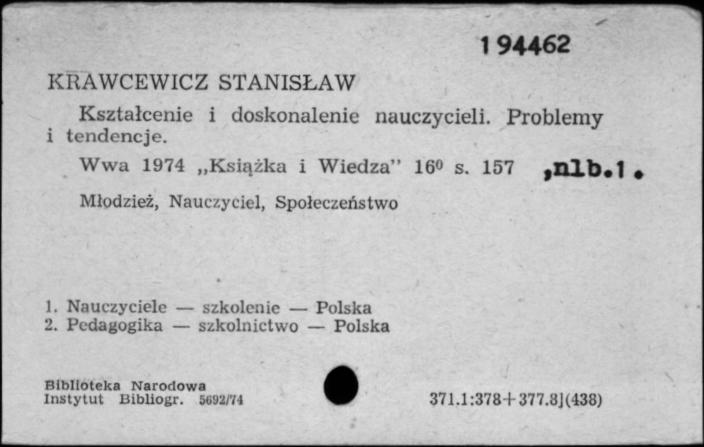 194462
KRAWCEWICZ STANISŁAW
Kształcenie i doskonalenie nauczycieli. Problemy
i tendencje.
Wwa 1974 „Książka i Wiedza” 16⁰ s. 157 ,nlb.1.
Młodzież, Nauczyciel, Społeczeństwo
1. Nauczyciele — szkolenie — Polska
2. Pedagogika — szkolnictwo — Polska
Biblioteka Narodowa
Instytut Bibliogr. 5692/74
371.1:378+377.8](438)